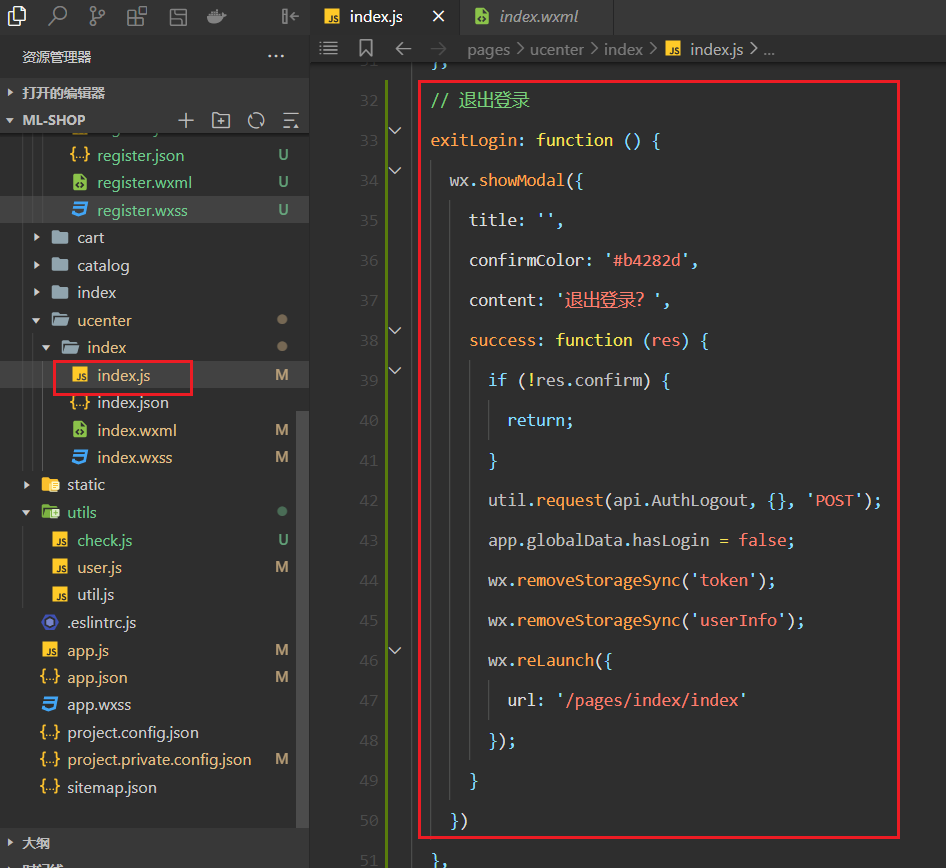 index.js
index.wxml
资源管理器
pages > ucenter > index > index.js > ...
打开的编辑器
ML-SHOP
register.json U
register.wxml U
register.wxss U
cart
catalog
index
ucenter
index
index.js M
index.json
index.wxml M
index.wxss M
static
utils
check.js U
user.js M
util.js
.eslintrc.js
app.js M
app.json M
app.wxss
project.config.json
project.private.config.json M
sitemap.json
大纲
31 },
32 // 退出登录
33 exitLogin: function () {
34 wx.showModal({
35 title: '',
36 confirmColor: '#b4282d',
37 content: '退出登录？',
38 success: function (res) {
39 if (!res.confirm) {
40 return;
41 }
42 util.request(api.AuthLogout, {}, 'POST');
43 app.globalData.hasLogin = false;
44 wx.removeStorageSync('token');
45 wx.removeStorageSync('userInfo');
46 wx.reLaunch({
47 url: '/pages/index/index'
48 });
49 }
50 })
51 },